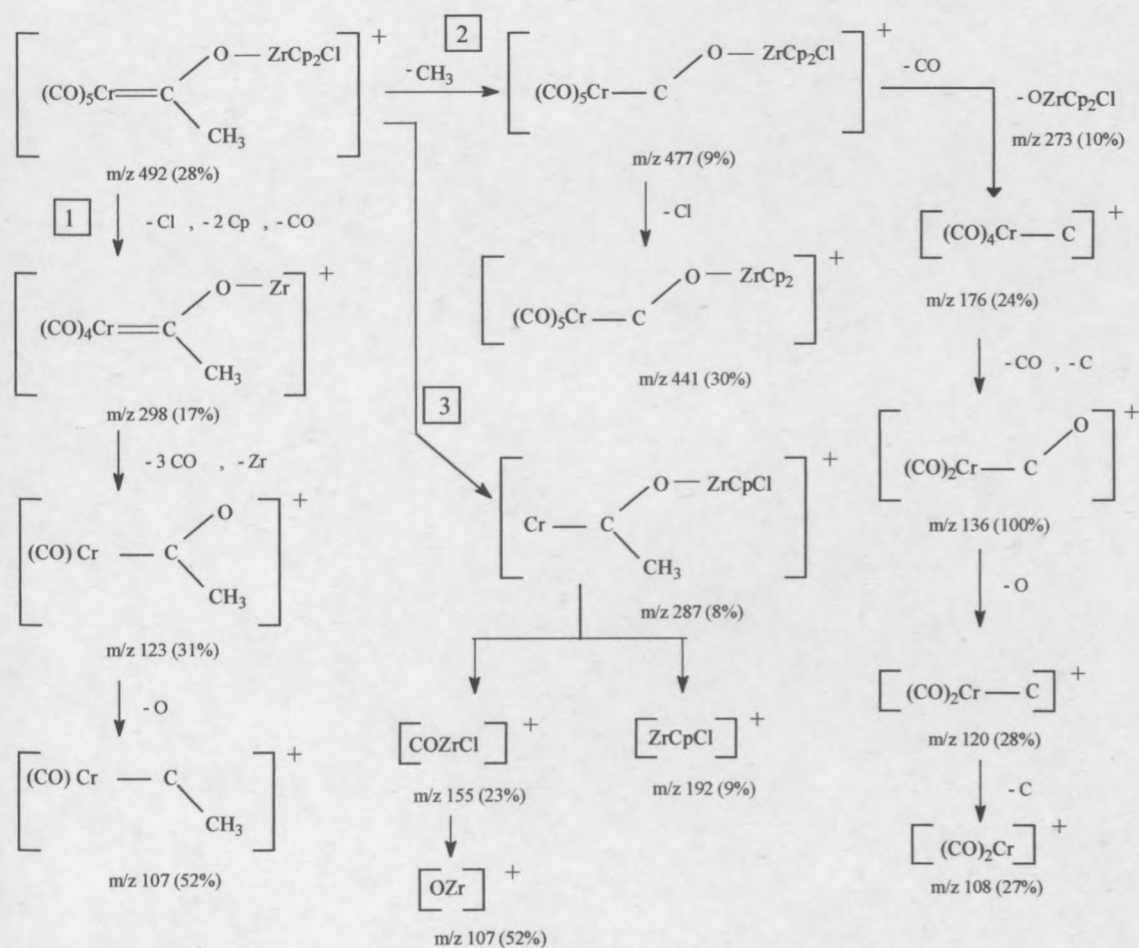 [(CO)₅Cr═C(O — ZrCp₂Cl)CH₃]⁺
m/z 492 (28%)
2
- CH₃
[(CO)₅Cr — C O — ZrCp₂Cl]⁺
m/z 477 (9%)
- CO
- OZrCp₂Cl
m/z 273 (10%)
1
- Cl , - 2 Cp , - CO
[(CO)₄Cr═C(O — Zr)CH₃]⁺
m/z 298 (17%)
- 3 CO , - Zr
[(CO) Cr — C(O)CH₃]⁺
m/z 123 (31%)
- O
[(CO) Cr — C CH₃]⁺
m/z 107 (52%)
- Cl
[(CO)₅Cr — C O — ZrCp₂]⁺
m/z 441 (30%)
3
[Cr — C(O — ZrCpCl)CH₃]⁺
m/z 287 (8%)
[COZrCl]⁺
m/z 155 (23%)
[OZr]⁺
m/z 107 (52%)
[ZrCpCl]⁺
m/z 192 (9%)
[(CO)₄Cr — C]⁺
m/z 176 (24%)
- CO , - C
[(CO)₂Cr — C O]⁺
m/z 136 (100%)
- O
[(CO)₂Cr — C]⁺
m/z 120 (28%)
- C
[(CO)₂Cr]⁺
m/z 108 (27%)